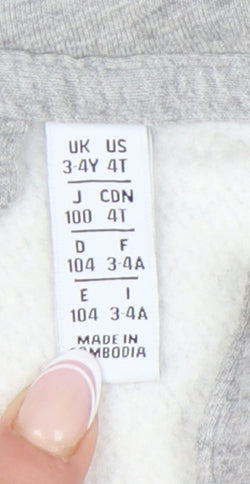 UK US
3-4Y 4T
J CDN
100 4T
D F
104 3-4A
E I
104 3-4A
MADE IN
CAMBODIA